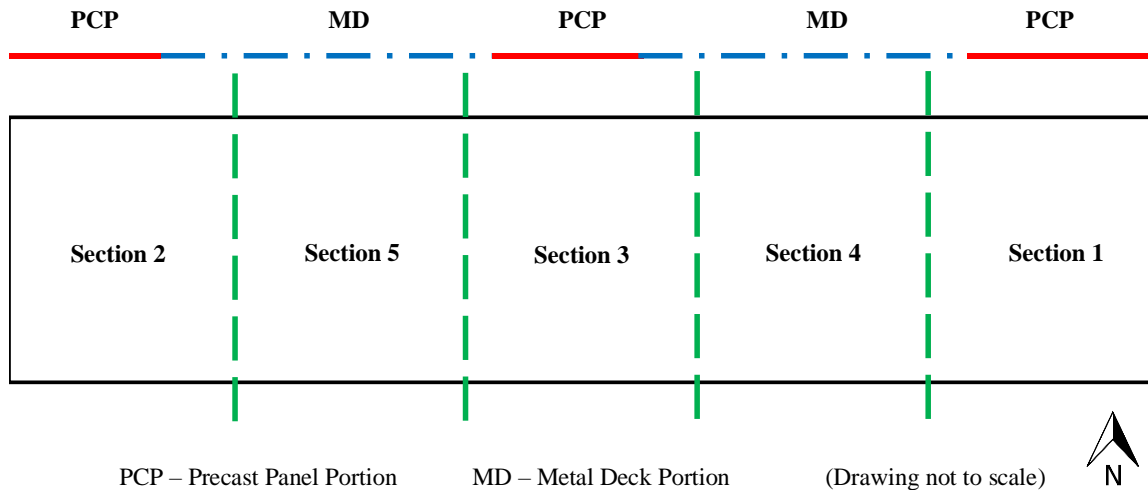 PCP MD PCP MD PCP
Section 2 Section 5 Section 3 Section 4 Section 1
PCP – Precast Panel Portion MD – Metal Deck Portion (Drawing not to scale)
N